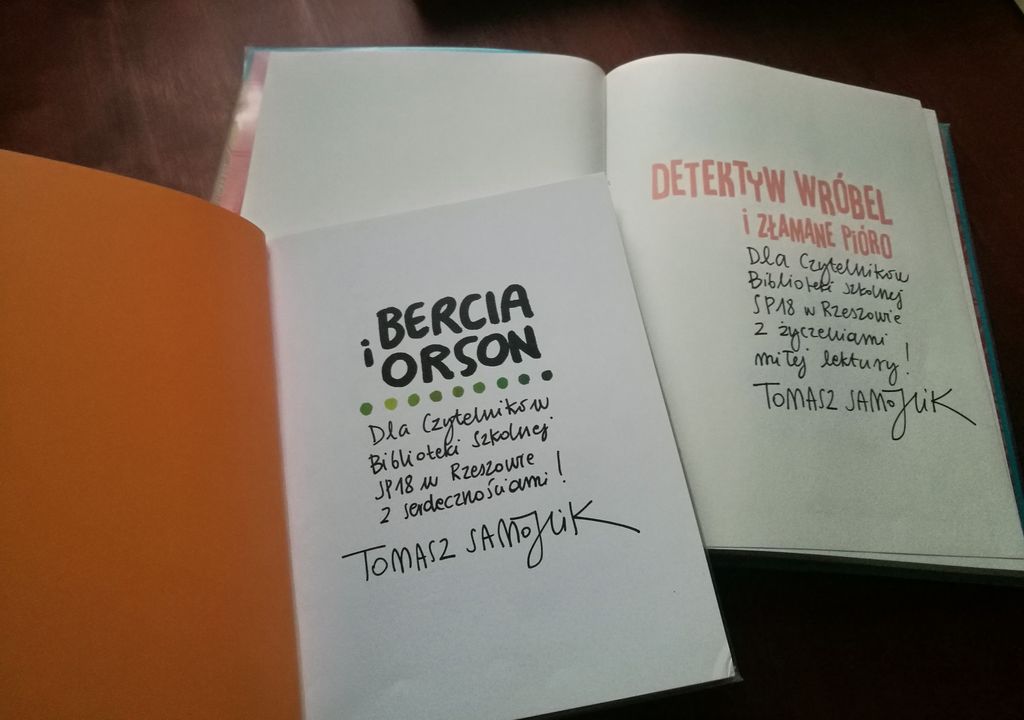 BERCIA
i ORSON
Dla Czytelników
Biblioteki szkolnej
SP18 w Rzeszowie
z serdecznościami!
TOMASZ SAMOJLIK
DETEKTYW WRÓBEL
i ZŁAMANE PIÓRO
Dla Czytelników
Biblioteki szkolnej
SP18 w Rzeszowie
z życzeniami
miłej lektury!
TOMASZ SAMOJLIK